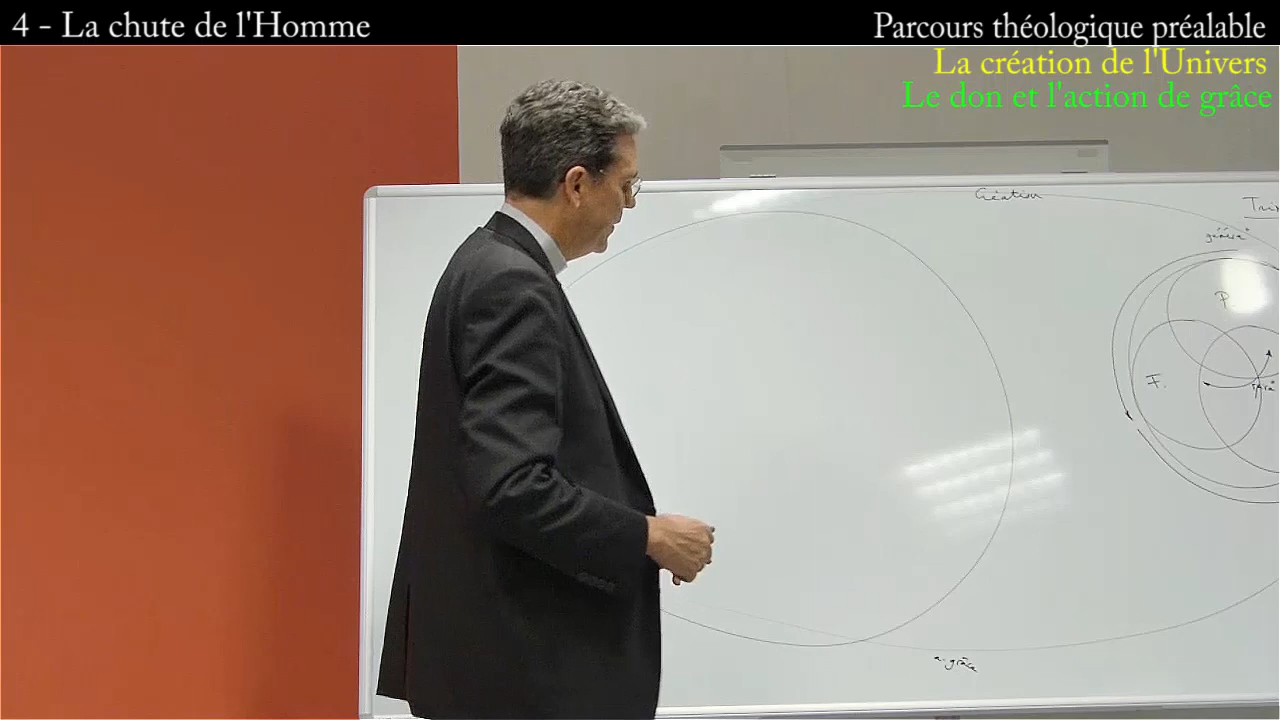 4 - La chute de l'Homme
Parcours théologique préalable
La création de l'Univers
Le don et l'action de grâce
Création
P.
F.
a. grâce